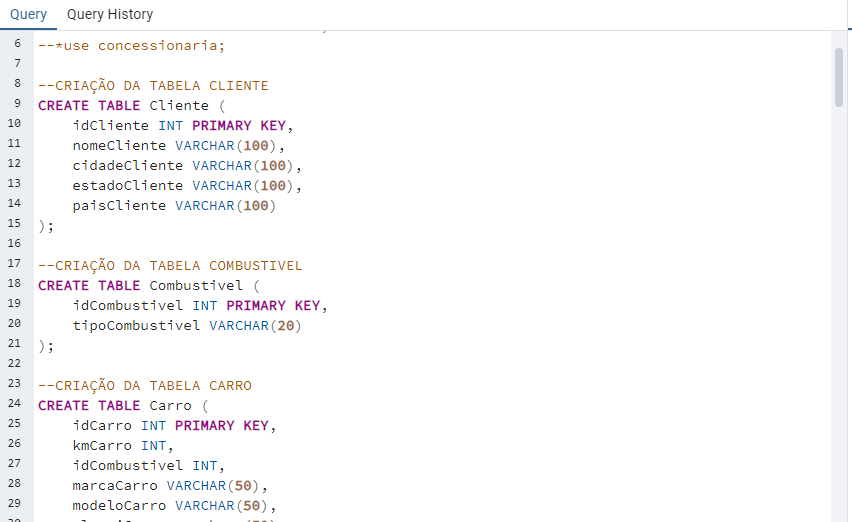 Query Query History
6 --*use concessionaria;
7
8 --CRIAÇÃO DA TABELA CLIENTE
9 CREATE TABLE Cliente (
10 idCliente INT PRIMARY KEY,
11 nomeCliente VARCHAR(100),
12 cidadeCliente VARCHAR(100),
13 estadoCliente VARCHAR(100),
14 paisCliente VARCHAR(100)
15 );
16
17 --CRIAÇÃO DA TABELA COMBUSTIVEL
18 CREATE TABLE Combustivel (
19 idCombustivel INT PRIMARY KEY,
20 tipoCombustivel VARCHAR(20)
21 );
22
23 --CRIAÇÃO DA TABELA CARRO
24 CREATE TABLE Carro (
25 idCarro INT PRIMARY KEY,
26 kmCarro INT,
27 idCombustivel INT,
28 marcaCarro VARCHAR(50),
29 modeloCarro VARCHAR(50),